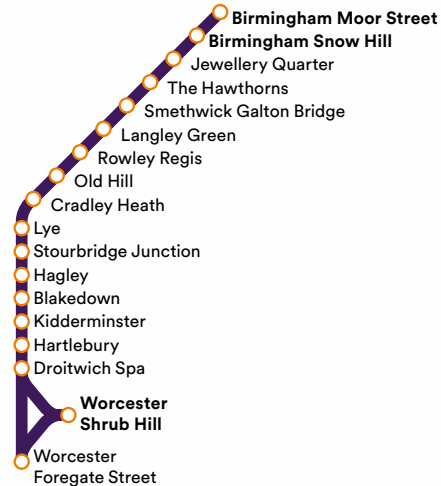 Birmingham Moor Street
Birmingham Snow Hill
Jewellery Quarter
The Hawthorns
Smethwick Galton Bridge
Langley Green
Rowley Regis
Old Hill
Cradley Heath
Lye
Stourbridge Junction
Hagley
Blakedown
Kidderminster
Hartlebury
Droitwich Spa
Worcester
Shrub Hill
Worcester
Foregate Street